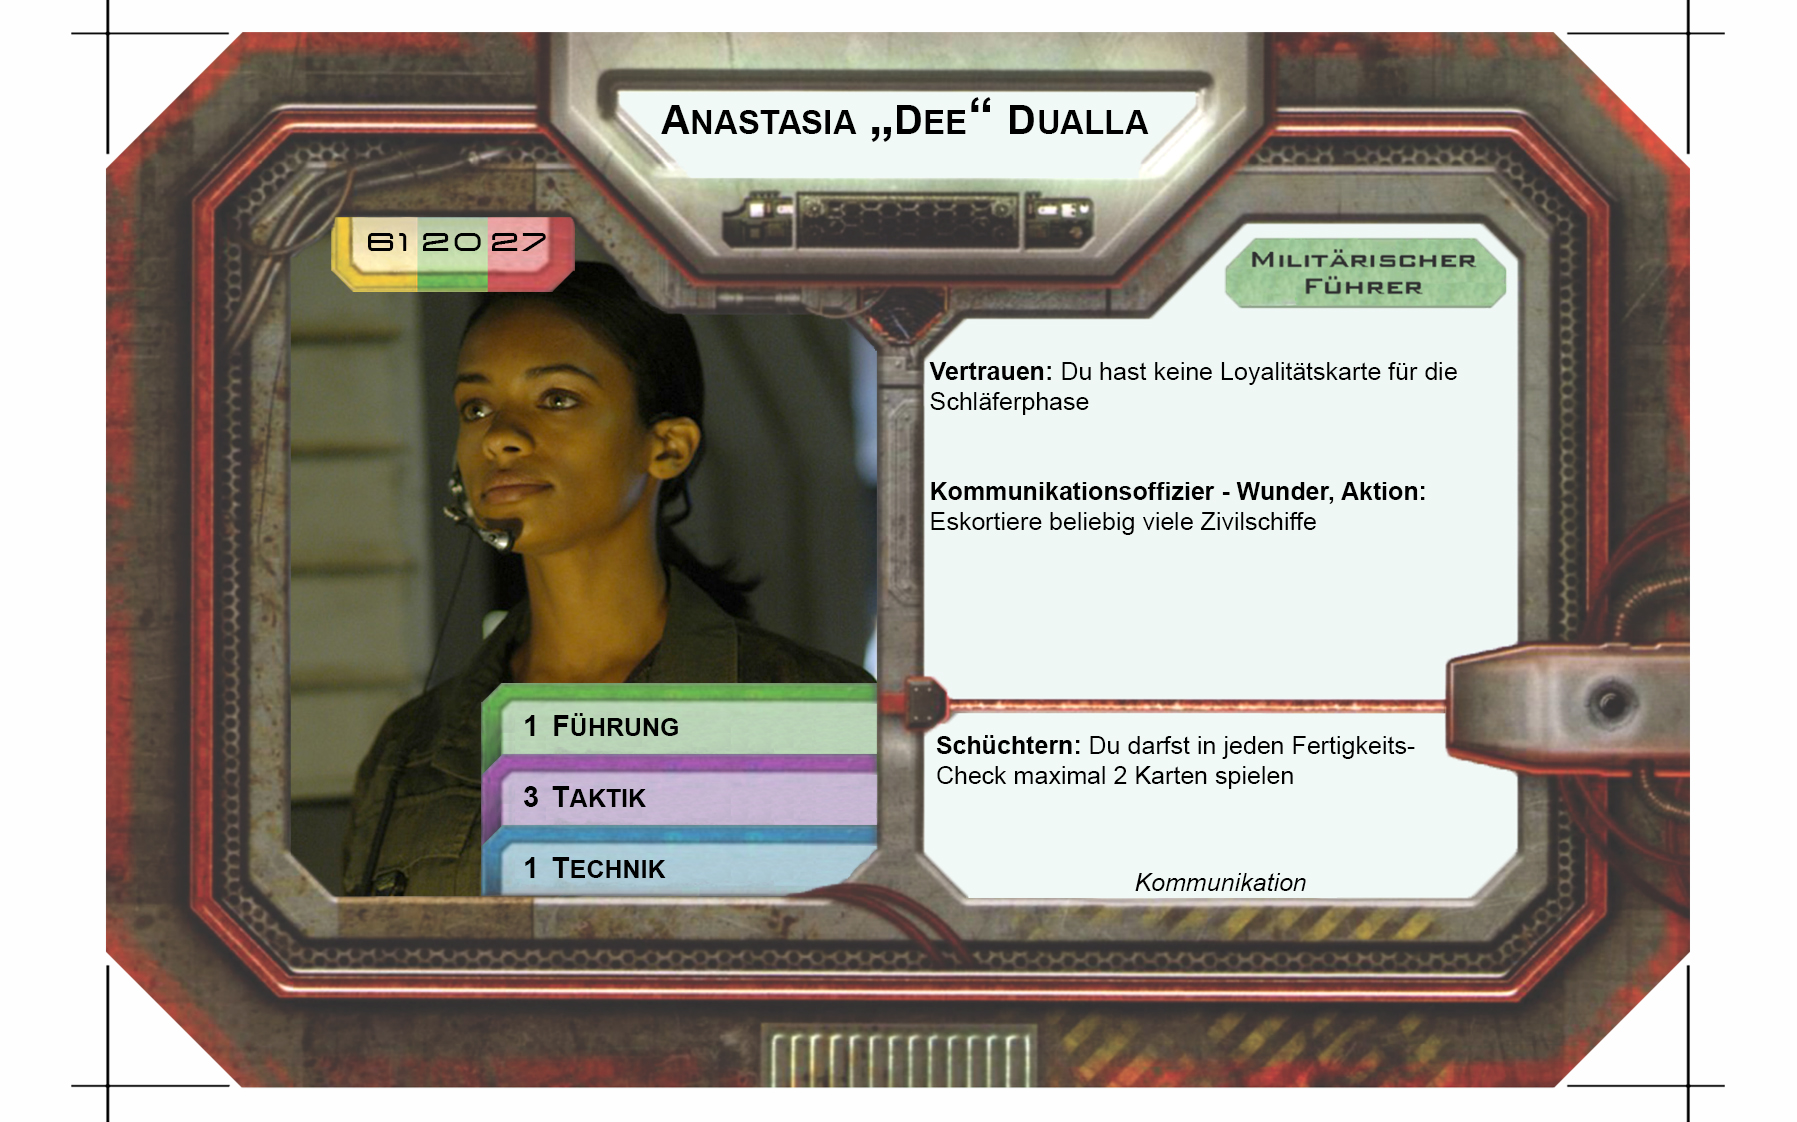 ANASTASIA „DEE“ DUALLA
61 20 27
MILITÄRISCHER
FÜHRER
Vertrauen: Du hast keine Loyalitätskarte für die
Schläferphase
Kommunikationsoffizier - Wunder, Aktion:
Eskortiere beliebig viele Zivilschiffe
1 FÜHRUNG
3 TAKTIK
1 TECHNIK
Schüchtern: Du darfst in jeden Fertigkeits-
Check maximal 2 Karten spielen
Kommunikation